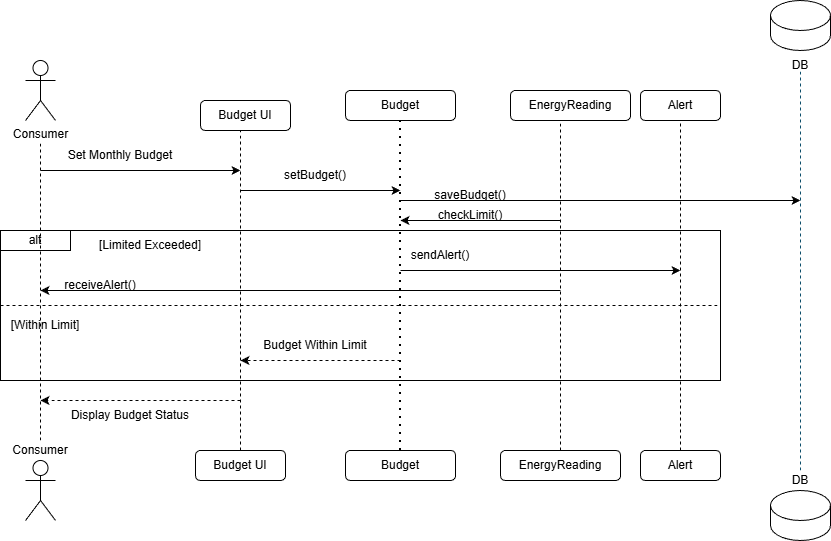 DB
Consumer
Budget UI
Budget
EnergyReading
Alert
Set Monthly Budget
setBudget()
saveBudget()
checkLimit()
alt
[Limited Exceeded]
sendAlert()
receiveAlert()
[Within Limit]
Budget Within Limit
Display Budget Status
Consumer
Budget UI
Budget
EnergyReading
Alert
DB